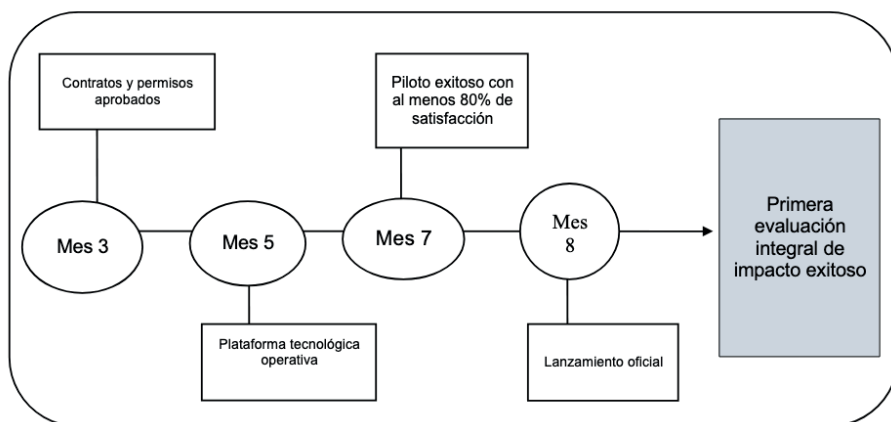 Contratos y permisos
aprobados
Piloto exitoso con
al menos 80% de
satisfacción
Mes 3
Mes 5
Mes 7
Mes
8
Primera
evaluación
integral de
impacto exitoso
Plataforma tecnológica
operativa
Lanzamiento oficial